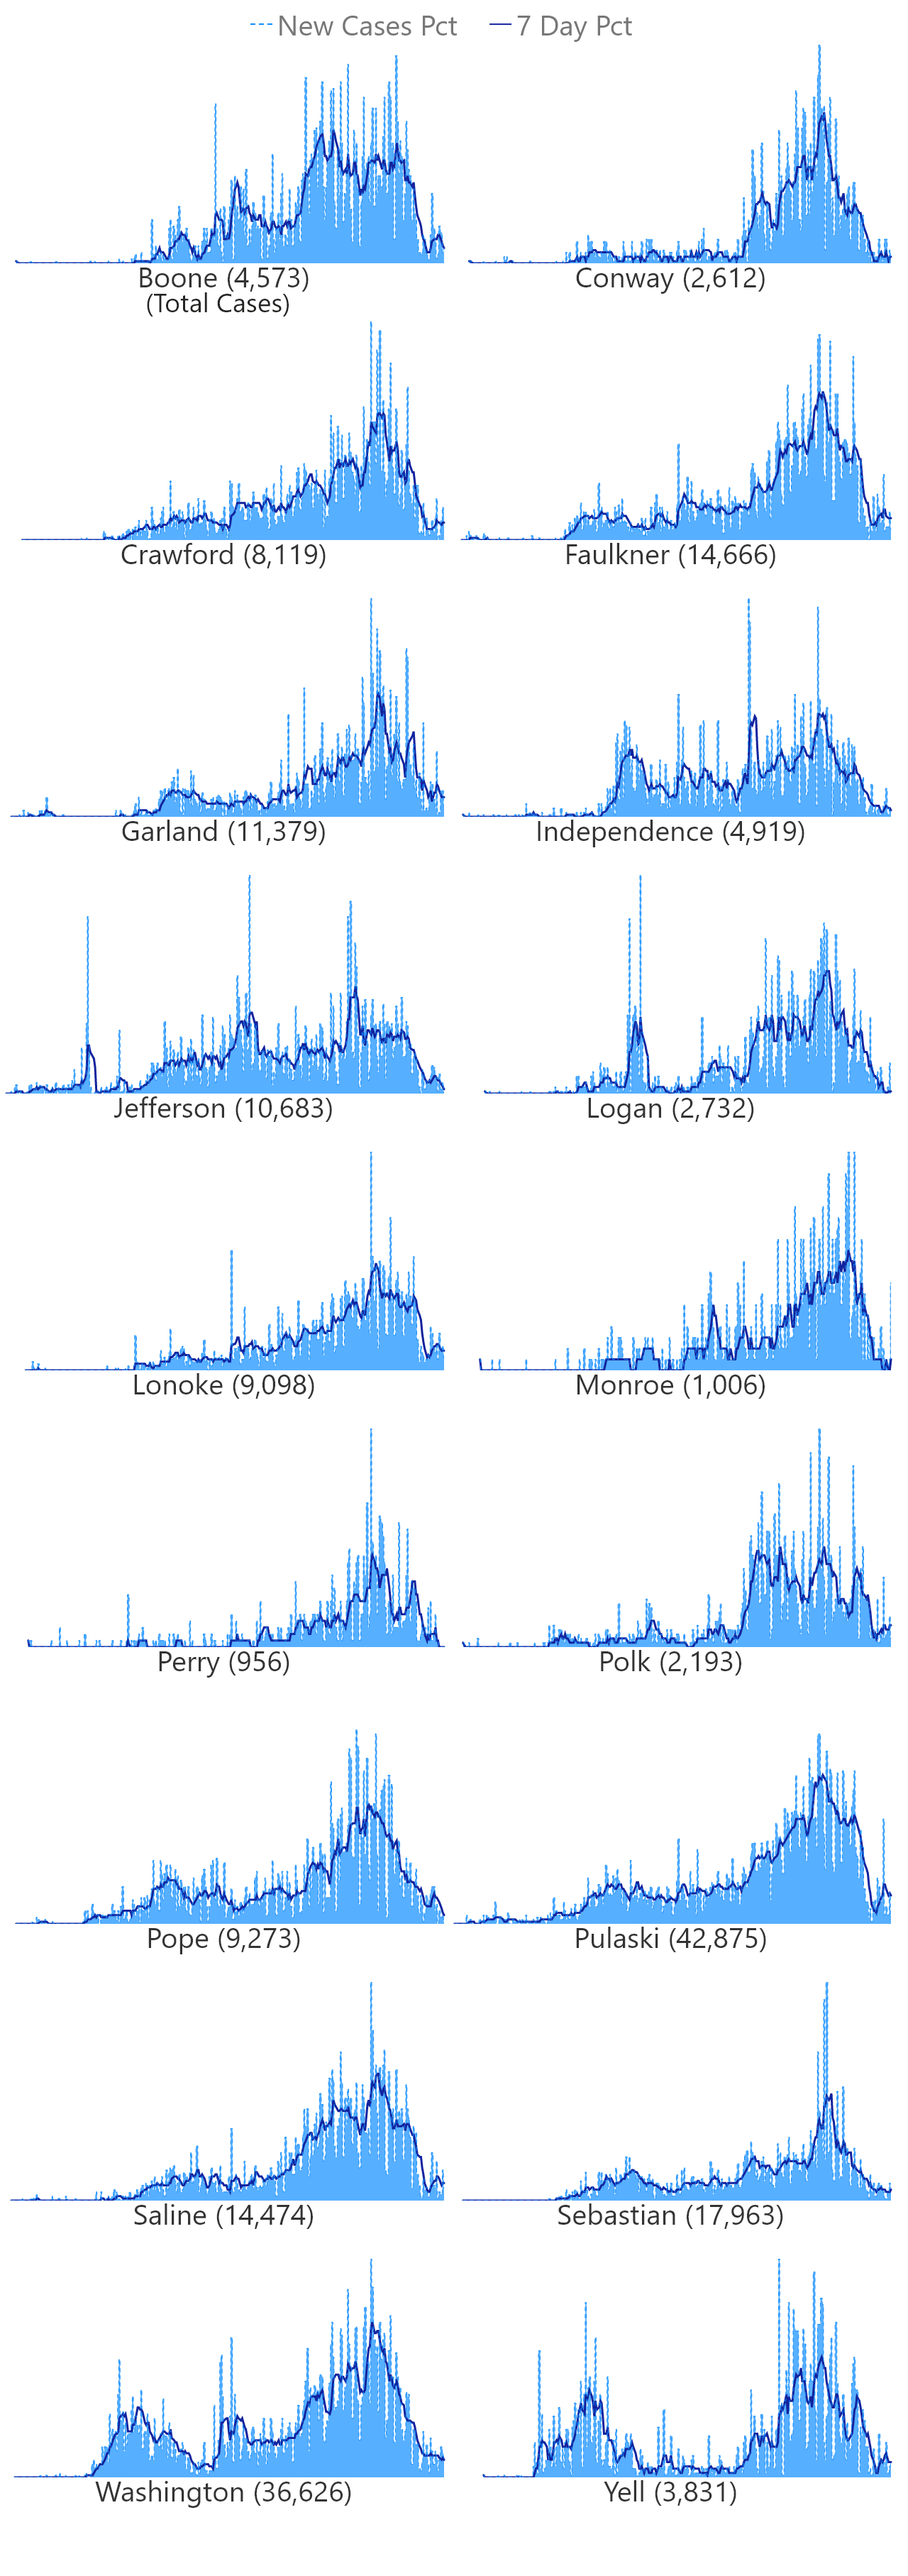 New Cases Pct 7 Day Pct
Boone (4,573) Conway (2,612)
(Total Cases)
Crawford (8,119) Faulkner (14,666)
Garland (11,379) Independence (4,919)
Jefferson (10,683) Logan (2,732)
Lonoke (9,098) Monroe (1,006)
Perry (956) Polk (2,193)
Pope (9,273) Pulaski (42,875)
Saline (14,474) Sebastian (17,963)
Washington (36,626) Yell (3,831)